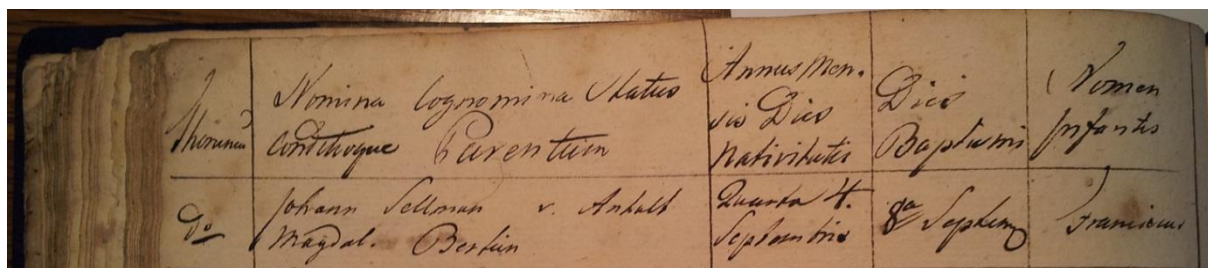 Nomina Cognomina Status
Conditioque Parentum
Annus Men-
sis Dies
Nativitatis
Dies
Baptismi
Nomen
Infantis
do
Johann Sellman v. Anhalt
Magdal. Bertin
Quarta 4.
Septembris
8a Septemb
Franciscus